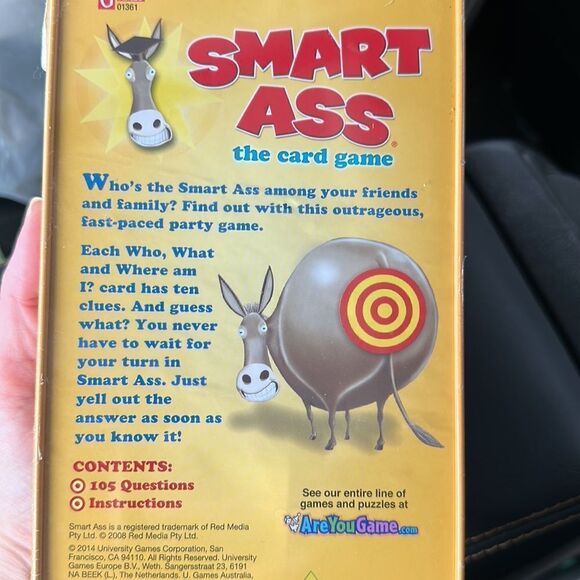 01361
SMART
ASS®
the card game
Who's the Smart Ass among your friends
and family? Find out with this outrageous,
fast-paced party game.
Each Who, What
and Where am
I? card has ten
clues. And guess
what? You never
have to wait for
your turn in
Smart Ass. Just
yell out the
answer as soon as
you know it!
CONTENTS:
105 Questions
Instructions
See our entire line of
games and puzzles at
AreYouGame.com
Smart Ass is a registered trademark of Red Media
Pty Ltd. © 2008 Red Media Pty Ltd.
© 2014 University Games Corporation, San
Francisco, CA 94110. All Rights Reserved. University
Games Europe B.V., Weth. Sangersstraat 23, 6191
NA BEEK (L.), The Netherlands. U. Games Australia,